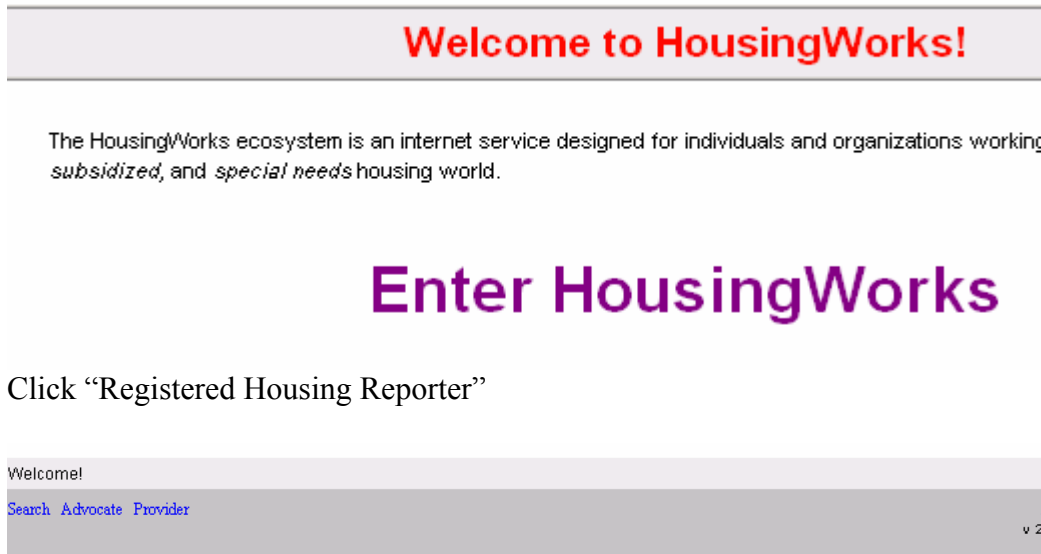 Welcome to HousingWorks!
The HousingWorks ecosystem is an internet service designed for individuals and organizations working
subsidized, and special needs housing world.
Enter HousingWorks
Click “Registered Housing Reporter”
Welcome!
Search Advocate Provider
v 2